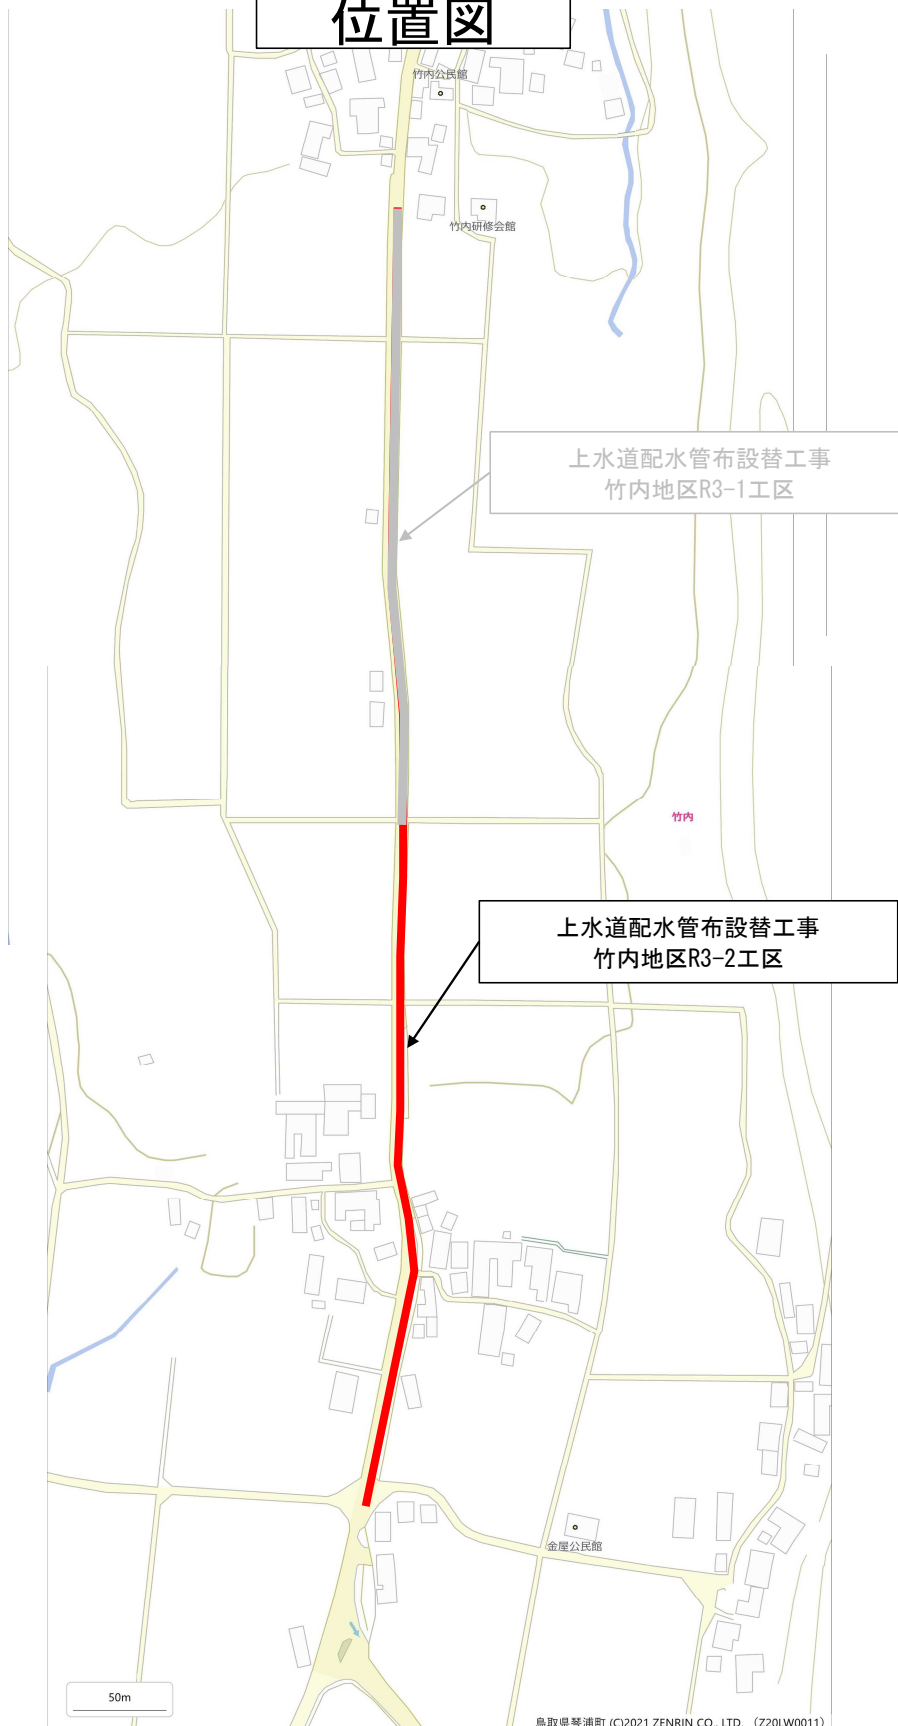 位置図
竹内公民館
竹内研修会館
上水道配水管布設替工事
竹内地区R3-1工区
竹内
上水道配水管布設替工事
竹内地区R3-2工区
金屋公民館
50m
鳥取県琴浦町 (C)2021 ZENRIN CO., LTD. (Z20LW0011)